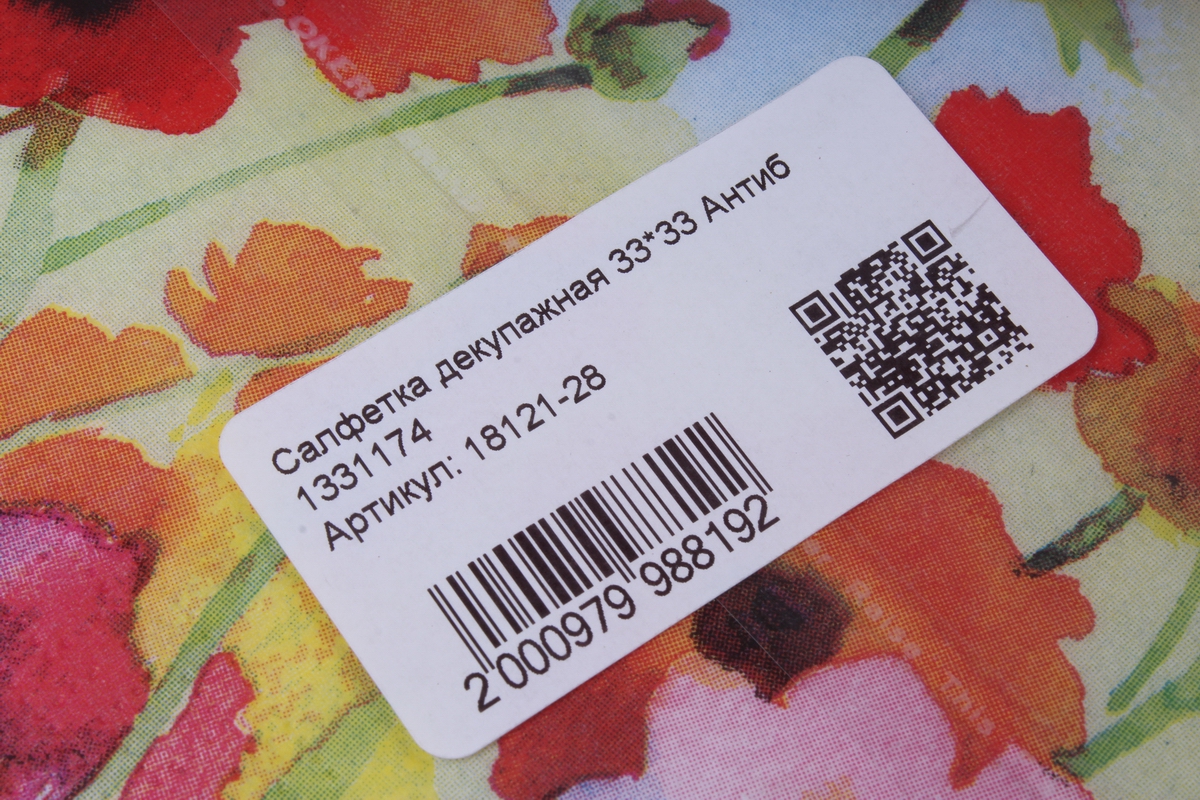 Салфетка декупажная 33*33 Антиб
1331174
Артикул: 18121-28
2 000979 988192